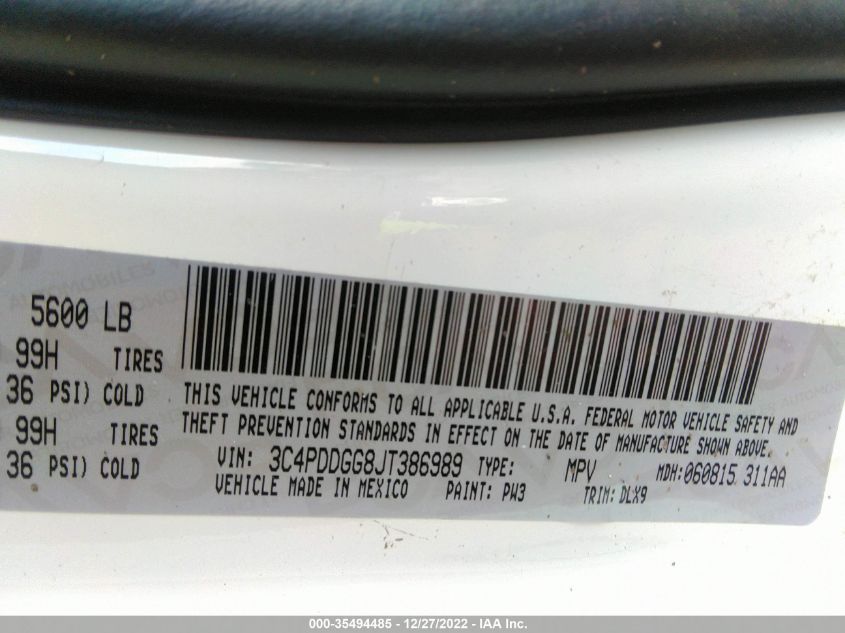 5600 LB
99H TIRES
36 PSI) COLD
99H TIRES
36 PSI) COLD
THIS VEHICLE CONFORMS TO ALL APPLICABLE U.S.A. FEDERAL MOTOR VEHICLE SAFETY AND
THEFT PREVENTION STANDARDS IN EFFECT ON THE DATE OF MANUFACTURE SHOWN ABOVE.
VIN: 3C4PDDGG8JT386989 TYPE: MPV MDH: 060815 311AA
VEHICLE MADE IN MEXICO PAINT: PW3 TRIM: DLX9
000-35494485 - 12/27/2022 - IAA Inc.